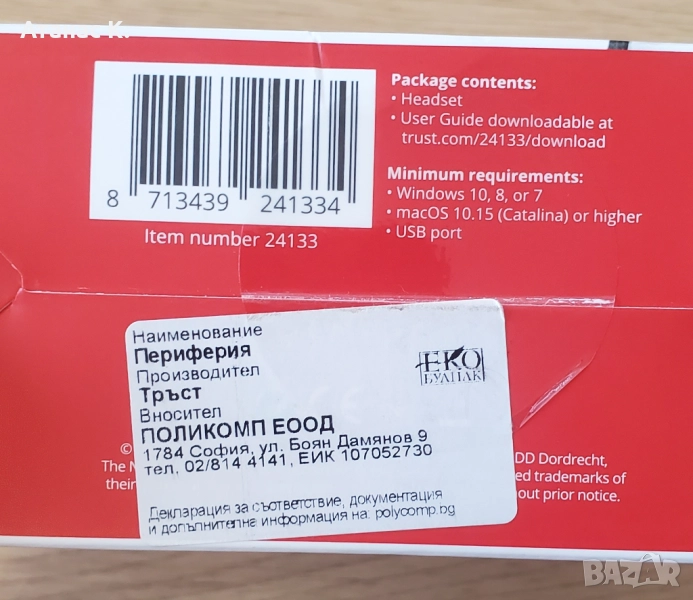 8 713439 241334
Item number 24133
Package contents:
• Headset
• User Guide downloadable at
trust.com/24133/download
Minimum requirements:
• Windows 10, 8, or 7
• macOS 10.15 (Catalina) or higher
• USB port
Наименование
Периферия
Производител
Тръст
Вносител
ПОЛИКОМП ЕООД
1784 София, ул. Боян Дамянов 9
тел. 02/814 4141, ЕИК 107052730
Декларация за съответствие, документация
и допълнителна информация на: polycomp.bg
ЕКО
БУЛПАК
©
The N
their
DD Dordrecht,
ed trademarks of
out prior notice.
BAZAR